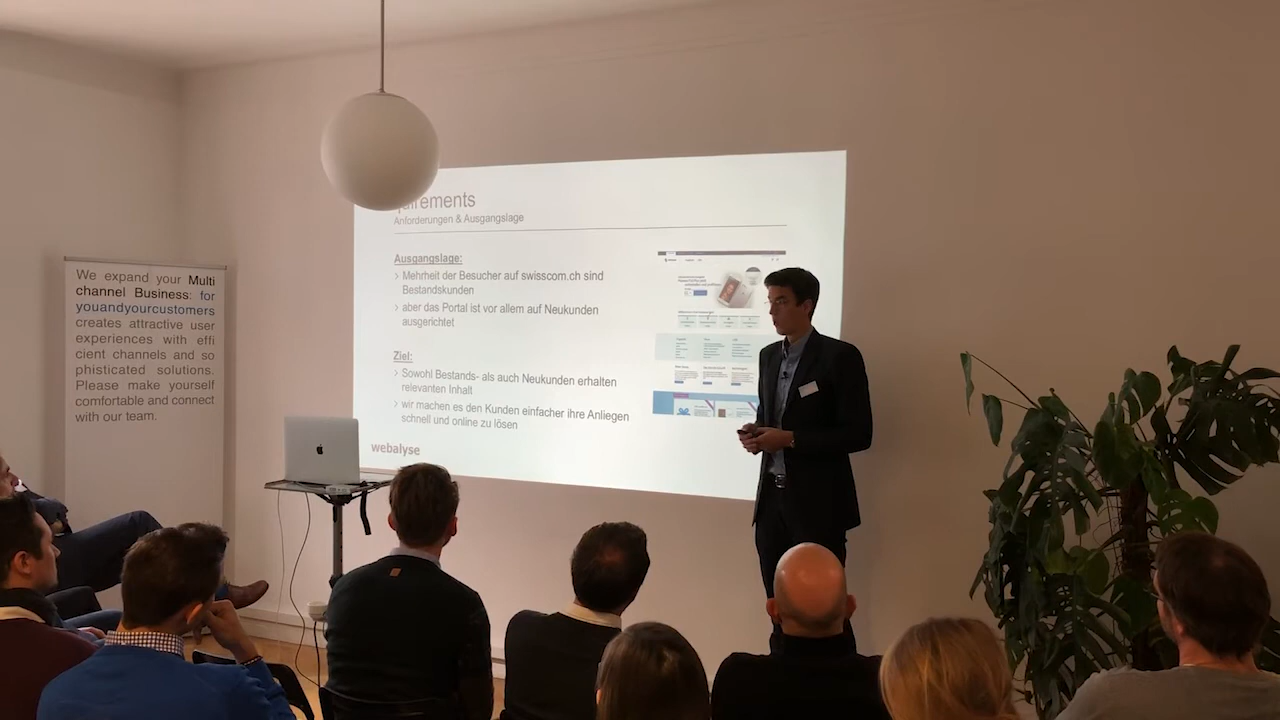 We expand your Multi
channel Business: for
youandyourcustomers
creates attractive user
experiences with effi
cient channels and so
phisticated solutions.
Please make yourself
comfortable and connect
with our team.
quirements
Anforderungen & Ausgangslage
Ausgangslage:
> Mehrheit der Besucher auf swisscom.ch sind
Bestandskunden
> aber das Portal ist vor allem auf Neukunden
ausgerichtet
Ziel:
> Sowohl Bestands- als auch Neukunden erhalten
relevanten Inhalt
> wir machen es den Kunden einfacher ihre Anliegen
schnell und online zu lösen
webalyse